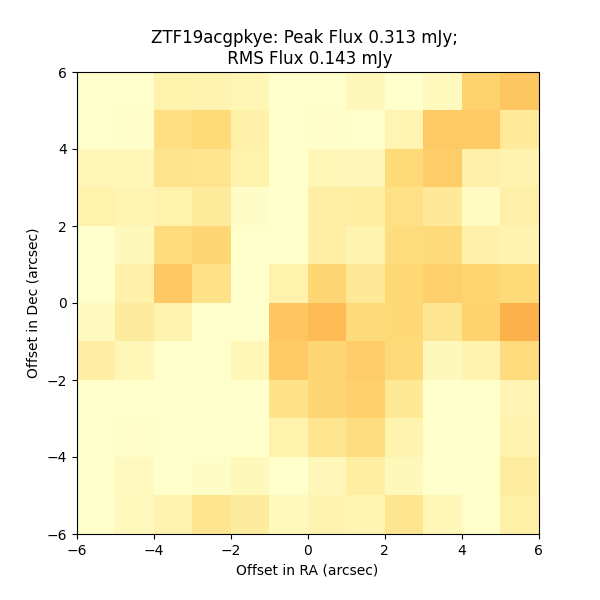 ZTF19acgpkye: Peak Flux 0.313 mJy;
RMS Flux 0.143 mJy
6
4
2
0
−2
−4
−6
Offset in Dec (arcsec)
−6 −4 −2 0 2 4 6
Offset in RA (arcsec)